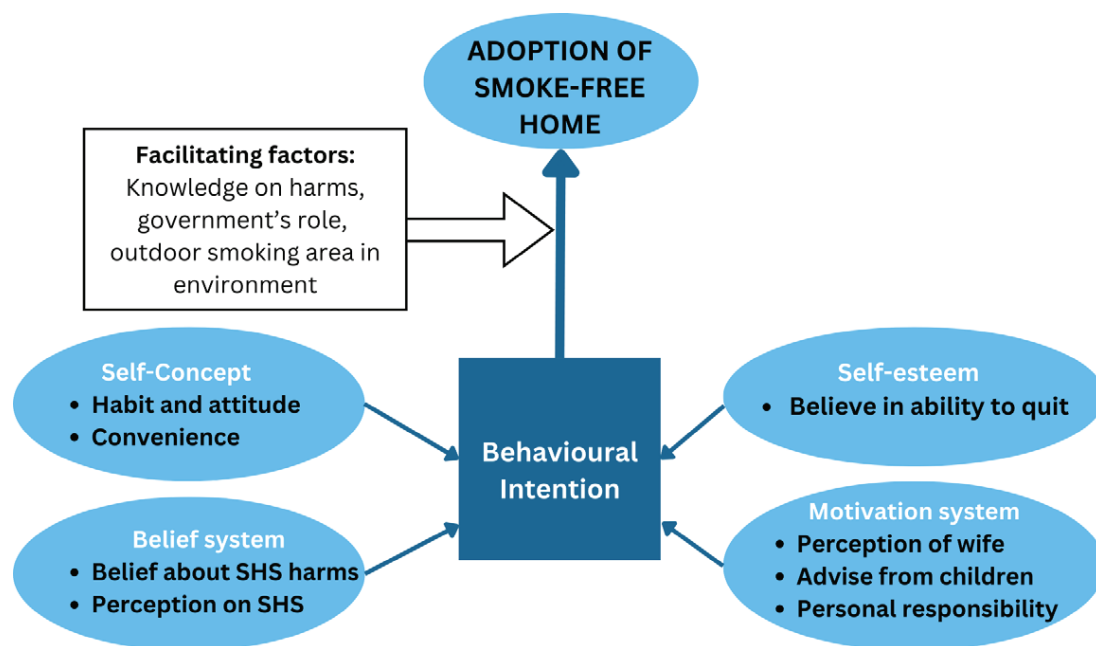 ADOPTION OF
SMOKE-FREE
HOME
Facilitating factors:
Knowledge on harms,
government’s role,
outdoor smoking area in
environment
Self-Concept
• Habit and attitude
• Convenience
Self-esteem
• Believe in ability to quit
Behavioural
Intention
Belief system
• Belief about SHS harms
• Perception on SHS
Motivation system
• Perception of wife
• Advise from children
• Personal responsibility